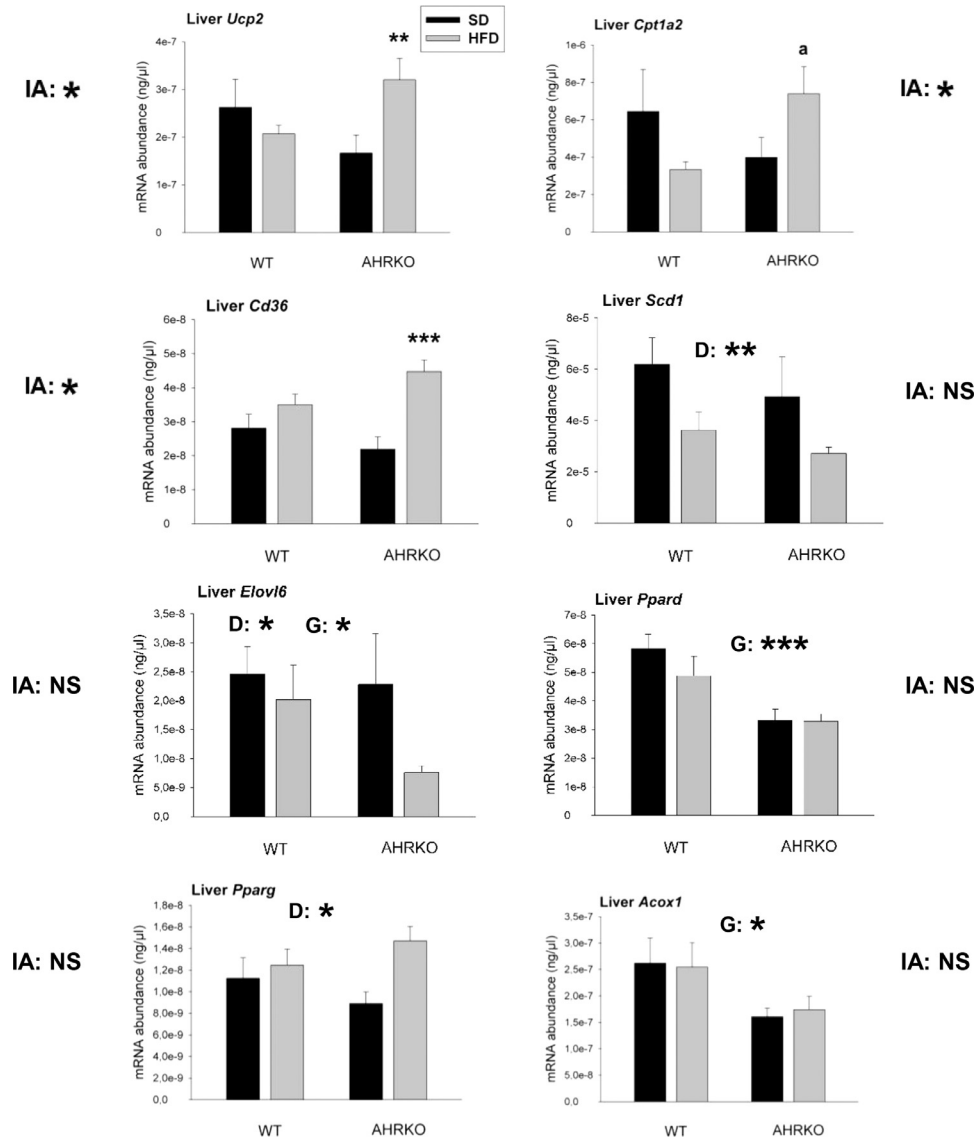 Liver Ucp2
SD
HFD
IA: *
mRNA abundance (ng/µl)
4e-7
3e-7
2e-7
1e-7
0
**
WT
AHRKO
Liver Cpt1a2
IA: *
mRNA abundance (ng/µl)
1e-6
8e-7
6e-7
4e-7
2e-7
0
a
WT
AHRKO
Liver Cd36
IA: *
mRNA abundance (ng/µl)
6e-8
5e-8
4e-8
3e-8
2e-8
1e-8
0
***
WT
AHRKO
Liver Scd1
D: **
IA: NS
mRNA abundance (ng/µl)
8e-5
6e-5
4e-5
2e-5
0
WT
AHRKO
Liver Elovl6
D: * G: *
IA: NS
mRNA abundance (ng/µl)
3,5e-8
3,0e-8
2,5e-8
2,0e-8
1,5e-8
1,0e-8
5,0e-9
0,0
WT
AHRKO
Liver Ppard
G: ***
IA: NS
mRNA abundance (ng/µl)
7e-8
6e-8
5e-8
4e-8
3e-8
2e-8
1e-8
0
WT
AHRKO
Liver Pparg
D: *
IA: NS
mRNA abundance (ng/µl)
1,8e-8
1,6e-8
1,4e-8
1,2e-8
1,0e-8
8,0e-9
6,0e-9
4,0e-9
2,0e-9
0,0
WT
AHRKO
Liver Acox1
G: *
IA: NS
mRNA abundance (ng/µl)
3,5e-7
3,0e-7
2,5e-7
2,0e-7
1,5e-7
1,0e-7
5,0e-8
0,0
WT
AHRKO